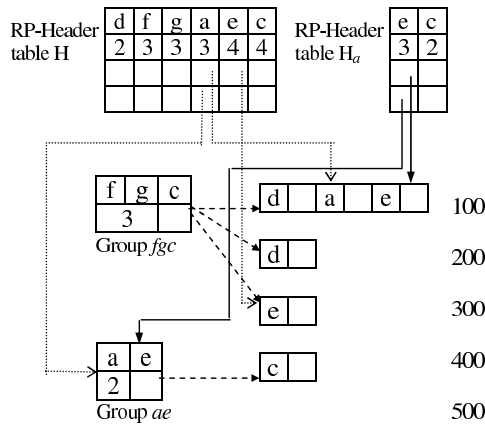 RP-Header table H
d f g a e c
2 3 3 3 4 4
RP-Header table Ha
e c
3 2
f g c
3
Group fgc
d a e
100
d
200
e
300
a e
2
Group ae
c
400
500